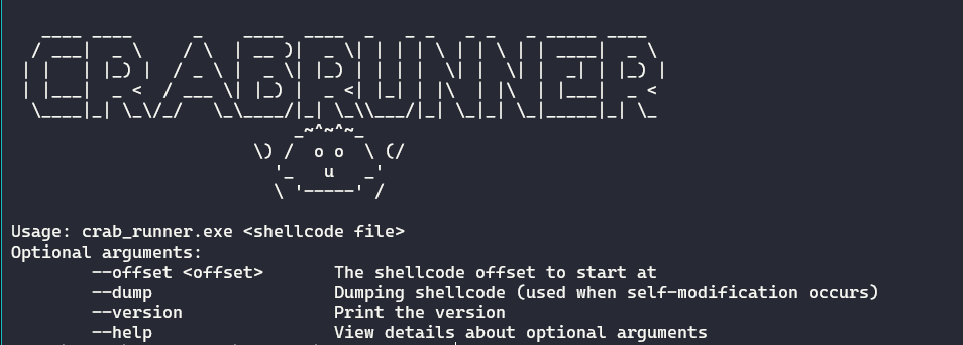 CRABRUNNER
Usage: crab_runner.exe <shellcode file>
Optional arguments:
--offset <offset> The shellcode offset to start at
--dump Dumping shellcode (used when self-modification occurs)
--version Print the version
--help View details about optional arguments